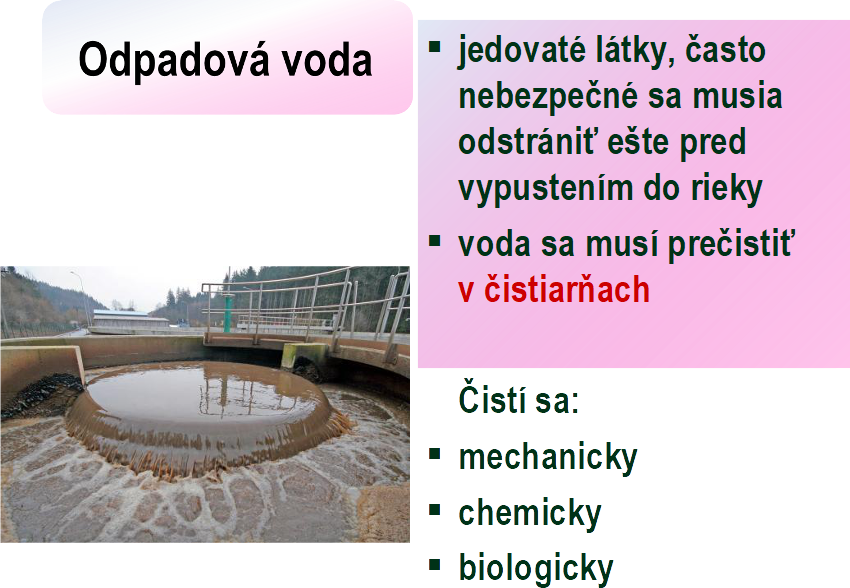 Odpadová voda
▪ jedovaté látky, často
nebezpečné sa musia
odstrániť ešte pred
vypustením do rieky
▪ voda sa musí prečistiť
v čistiarňach
Čistí sa:
▪ mechanicky
▪ chemicky
▪ biologicky